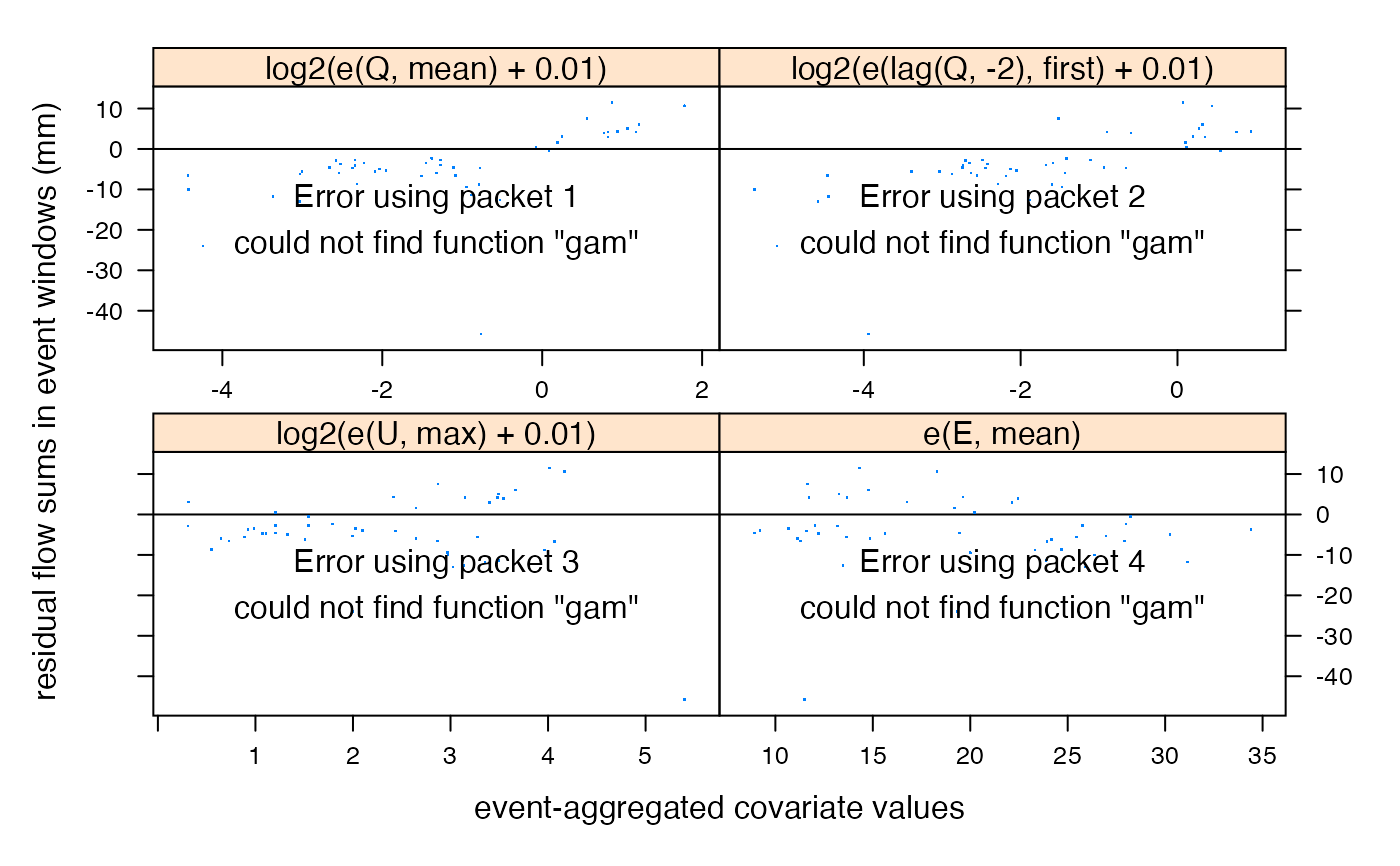 log2(e(Q, mean) + 0.01)
log2(e(lag(Q, -2), first) + 0.01)
residual flow sums in event windows (mm)
10
0
-10
-20
-30
-40
Error using packet 1
could not find function "gam"
Error using packet 2
could not find function "gam"
-4
-2
0
2
-4
-2
0
log2(e(U, max) + 0.01)
e(E, mean)
Error using packet 3
could not find function "gam"
Error using packet 4
could not find function "gam"
10
0
-10
-20
-30
-40
1
2
3
4
5
10
15
20
25
30
35
event-aggregated covariate values